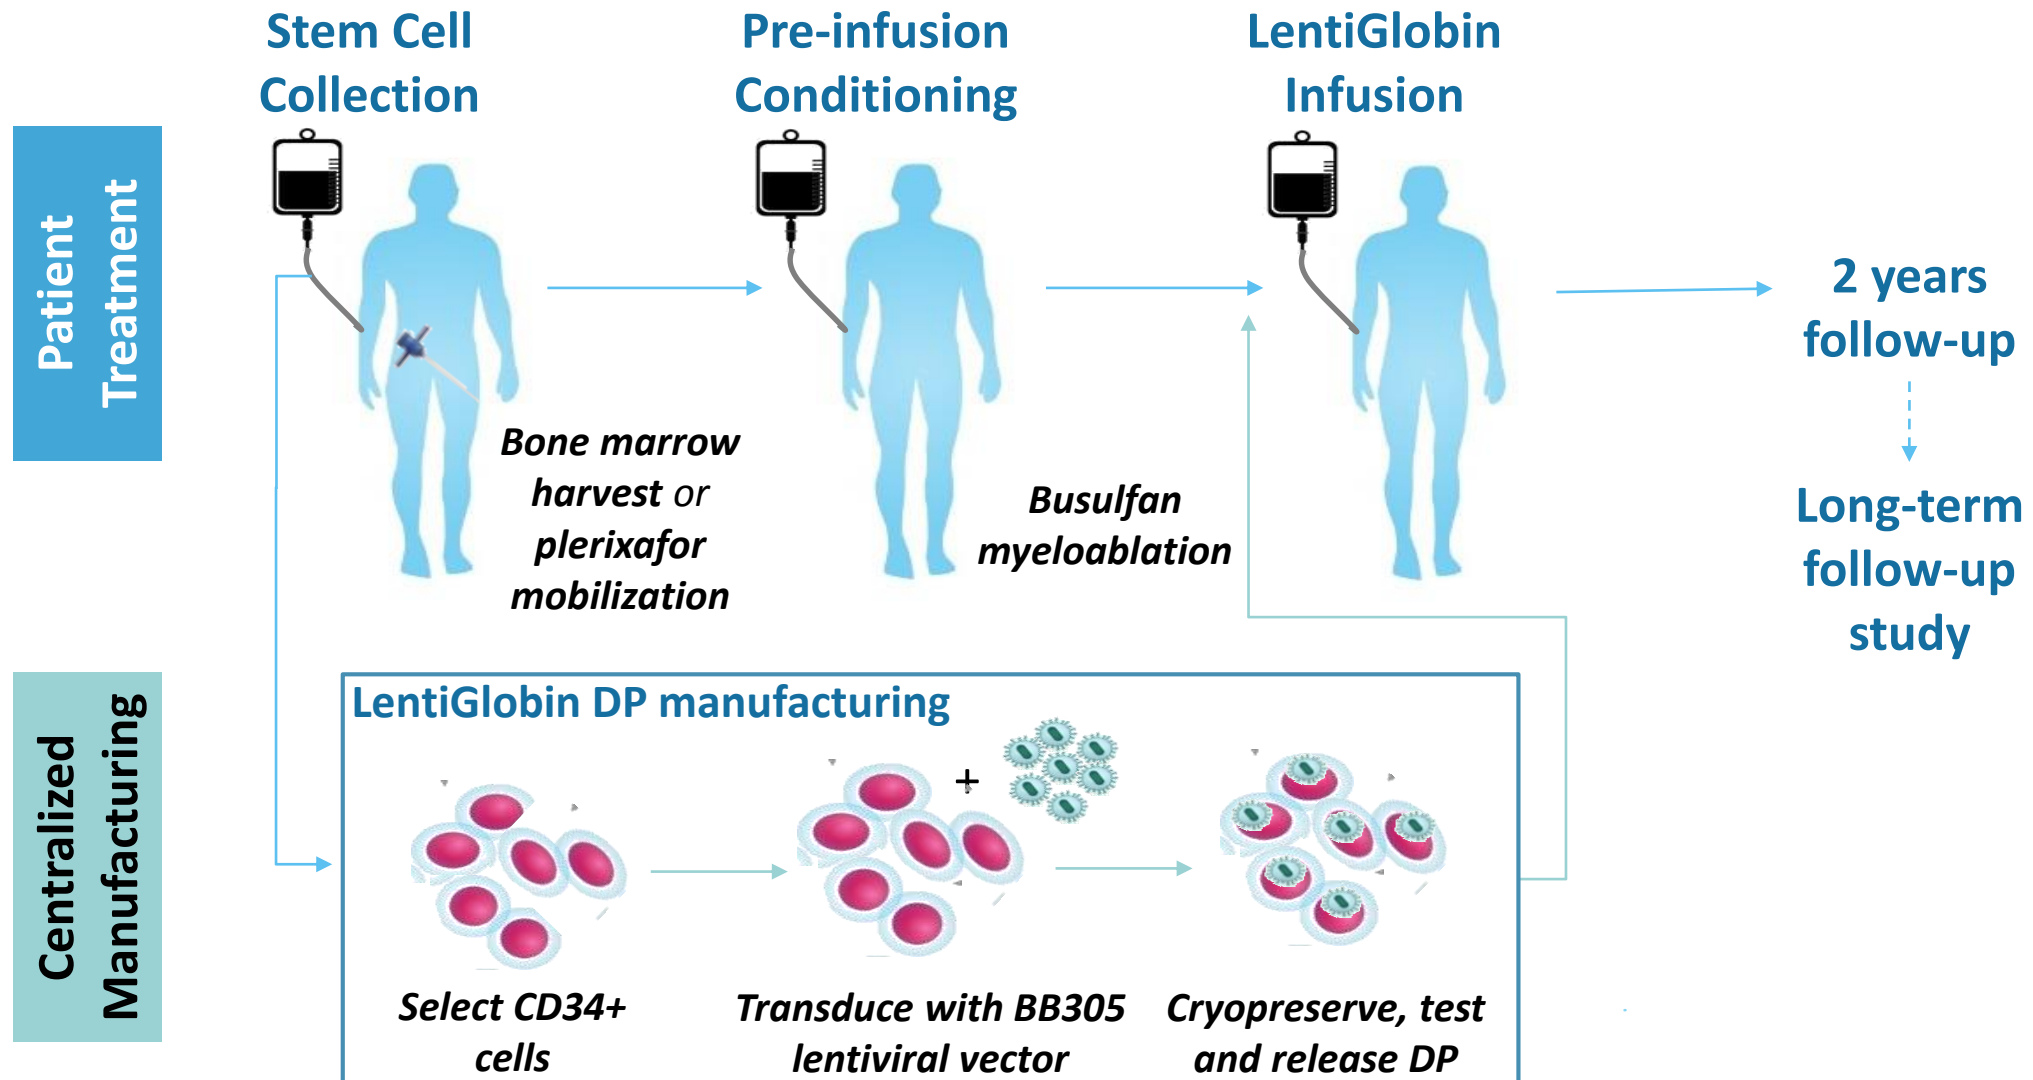 Stem Cell
Collection
Pre-infusion
Conditioning
LentiGlobin
Infusion
Patient
Treatment
2 years
follow-up
Bone marrow
harvest or
plerixafor
mobilization
Busulfan
myeloablation
Long-term
follow-up
study
Centralized
Manufacturing
LentiGlobin DP manufacturing
+
Select CD34+
cells
Transduce with BB305
lentiviral vector
Cryopreserve, test
and release DP